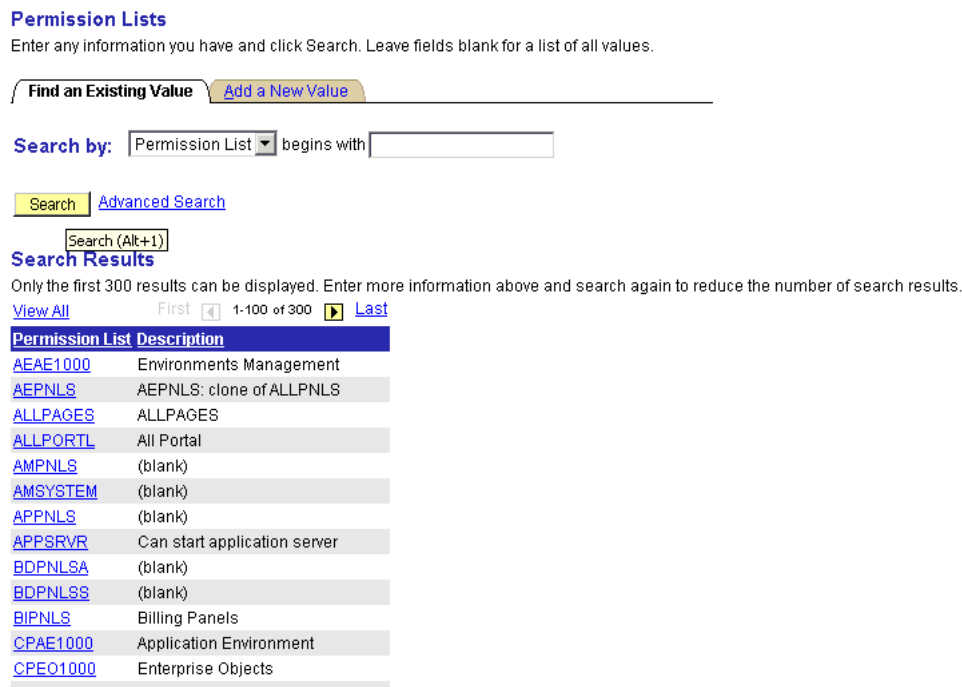 Permission Lists
Enter any information you have and click Search. Leave fields blank for a list of all values.
Find an Existing Value Add a New Value
Search by: Permission List begins with
Search Advanced Search
Search (Alt+1)
Search Results
Only the first 300 results can be displayed. Enter more information above and search again to reduce the number of search results.
View All First 1-100 of 300 Last
Permission List Description
AEAE1000 Environments Management
AEPNLS AEPNLS: clone of ALLPNLS
ALLPAGES ALLPAGES
ALLPORTL All Portal
AMPNLS (blank)
AMSYSTEM (blank)
APPNLS (blank)
APPSRVR Can start application server
BDPNLSA (blank)
BDPNLSS (blank)
BIPNLS Billing Panels
CPAE1000 Application Environment
CPEO1000 Enterprise Objects